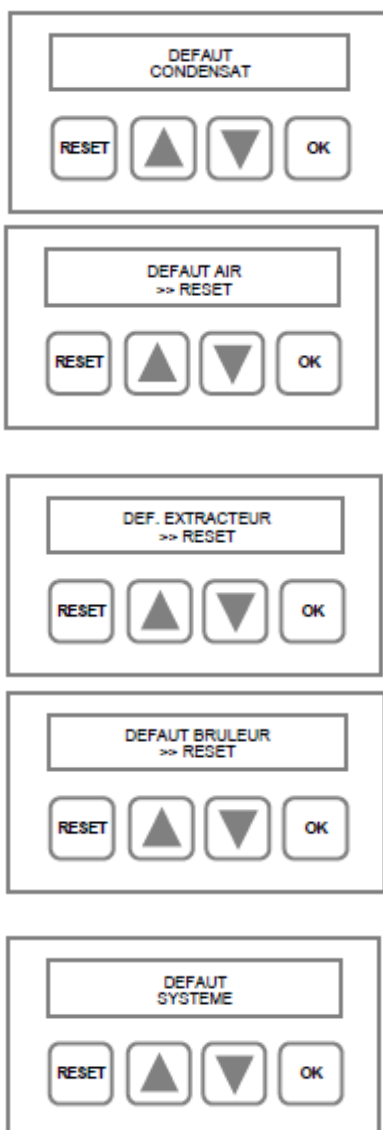 DEFAUT
CONDENSAT
RESET OK
DEFAUT AIR
>> RESET
RESET OK
DEF. EXTRACTEUR
>> RESET
RESET OK
DEFAUT BRULEUR
>> RESET
RESET OK
DEFAUT
SYSTEME
RESET OK